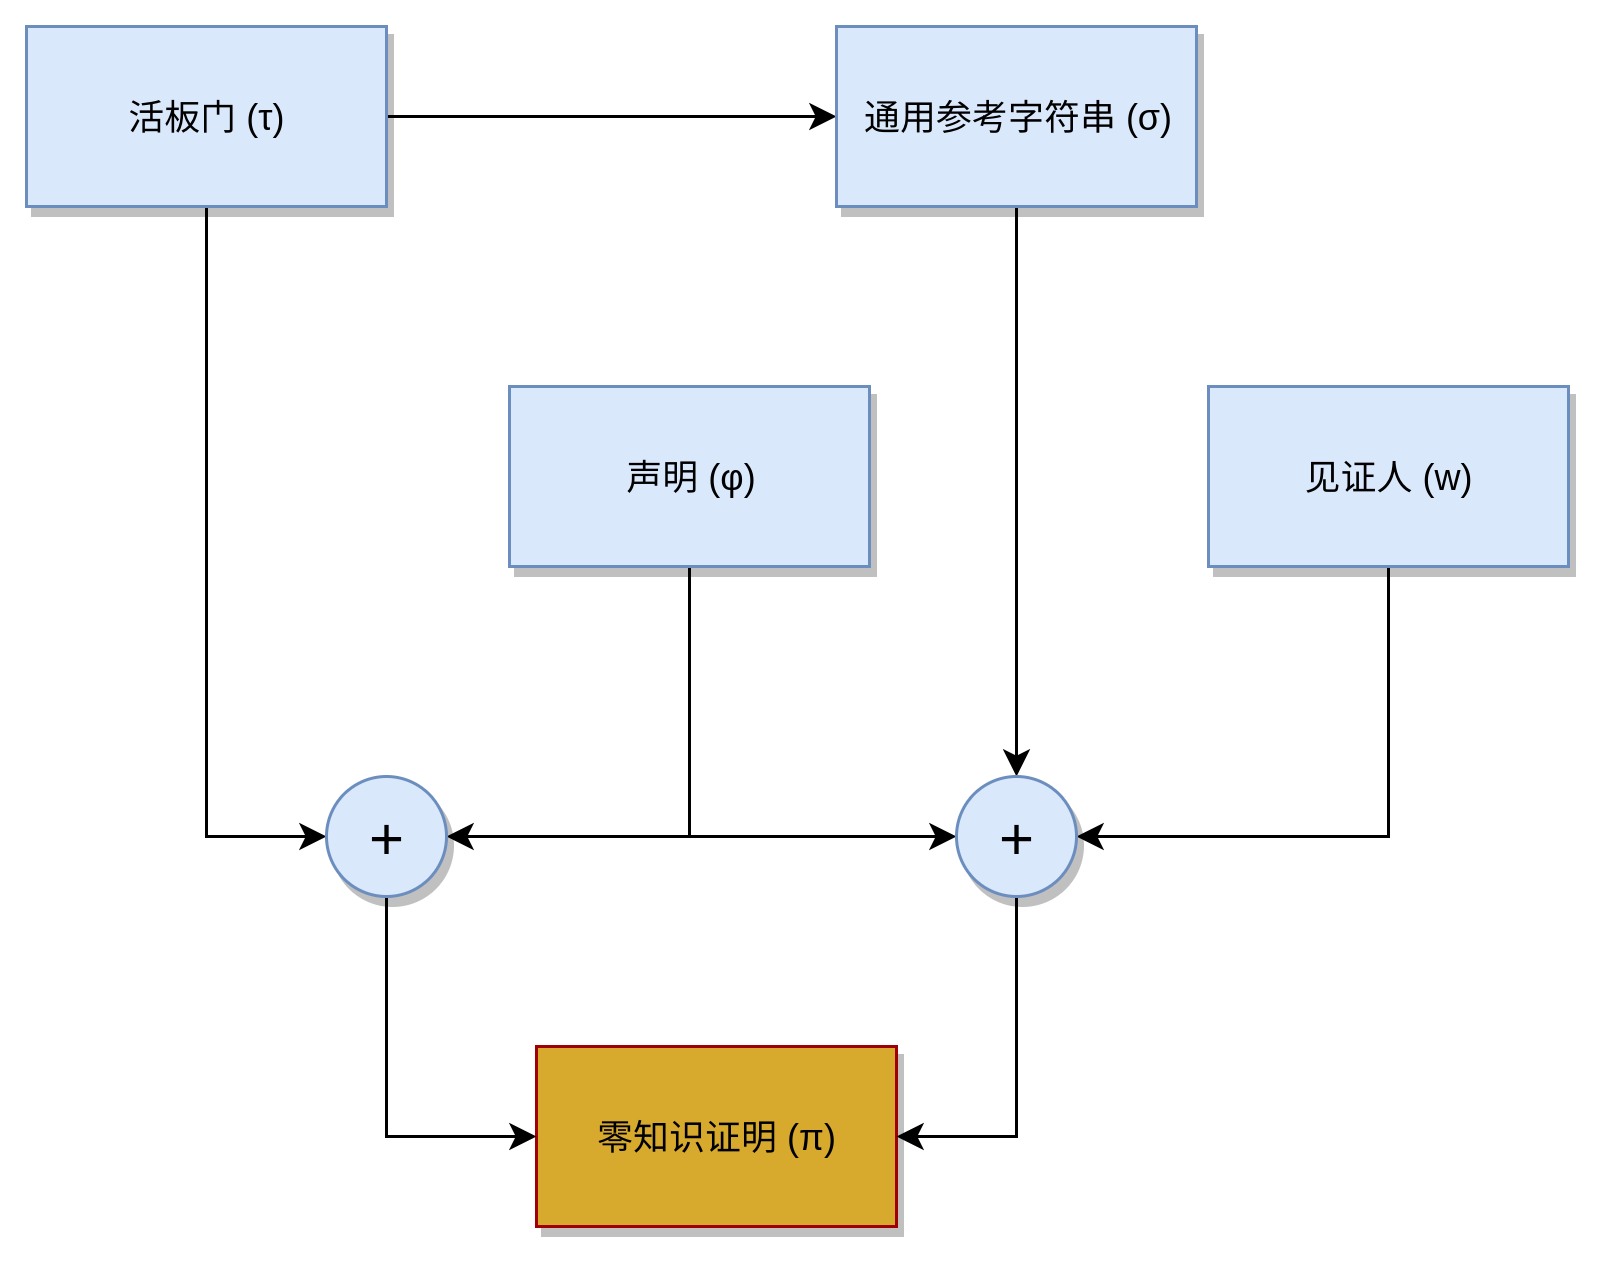 活板门 (τ)
通用参考字符串 (σ)
声明 (φ)
见证人 (w)
+
+
零知识证明 (π)